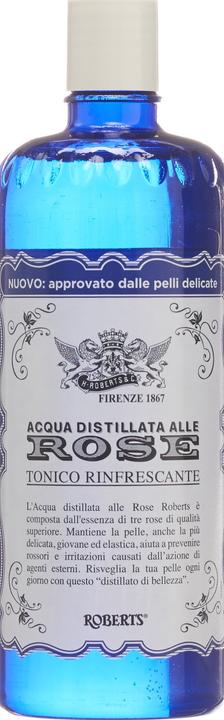 NUOVO: approvato dalle pelli delicate
H·ROBERTS & C
FIRENZE 1867
ACQUA DISTILLATA ALLE
ROSE
TONICO RINFRESCANTE
L'Acqua distillata alle Rose Roberts è
composta dall'essenza di tre rose di qualità
superiore. Mantiene la pelle, anche la più
delicata, giovane ed elastica, aiuta a prevenire
rossori e irritazioni causati dall'azione di
agenti esterni. Risveglia la tua pelle ogni
giorno con questo “distillato di bellezza”.
ROBERTS®